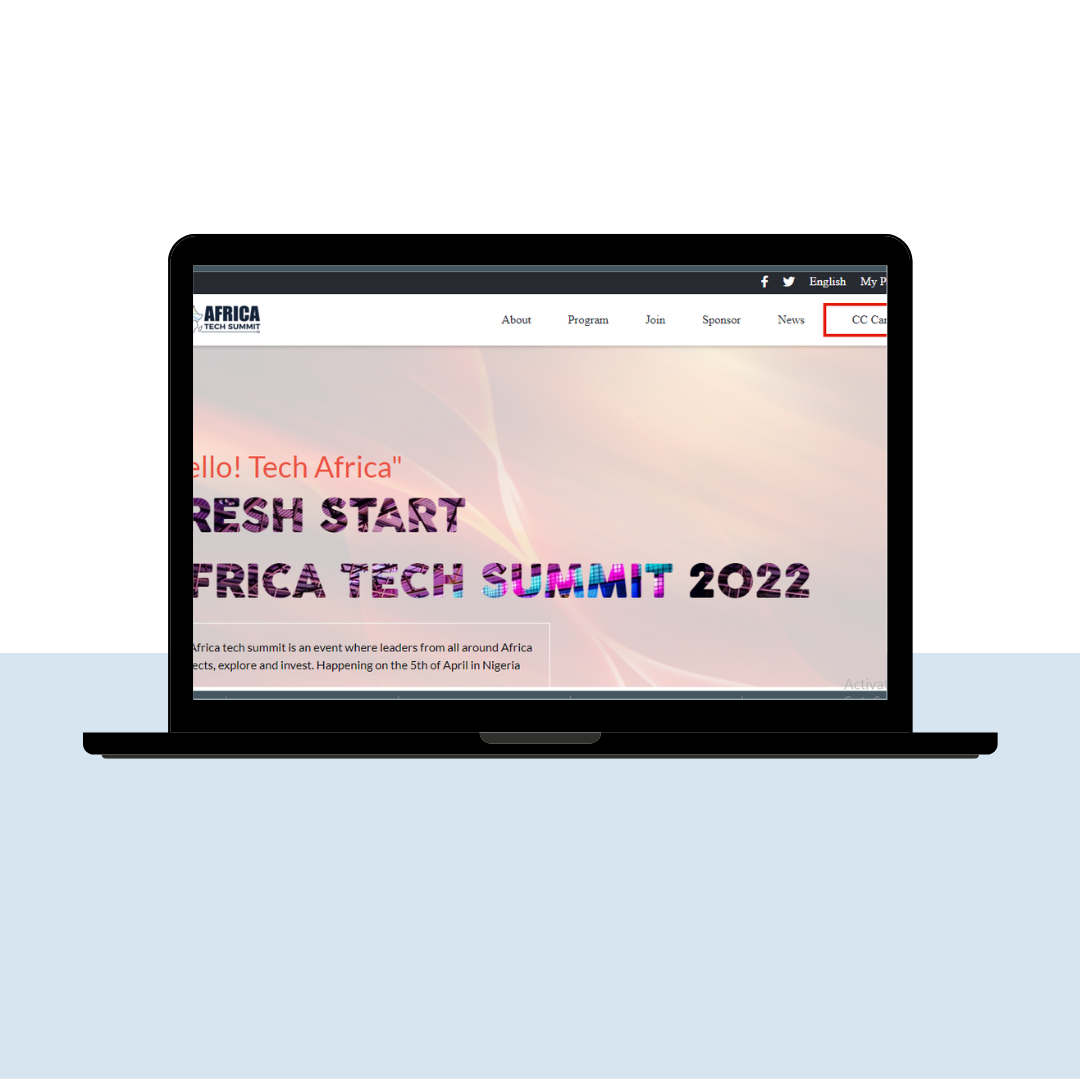 English My P
AFRICA
TECH SUMMIT
About Program Join Sponsor News CC Car
ello! Tech Africa"
RESH START
FRICA TECH SUMMIT 2022
Africa tech summit is an event where leaders from all around Africa
ects, explore and invest. Happening on the 5th of April in Nigeria
Activat